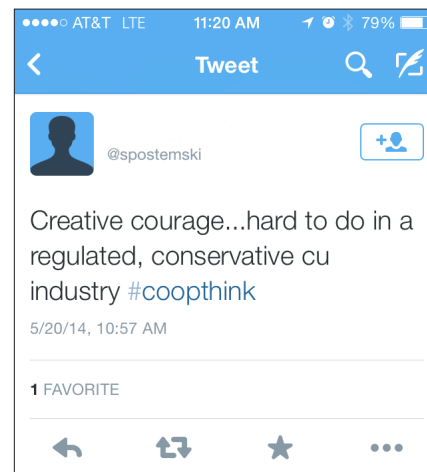 AT&T LTE 11:20 AM 79%
Tweet
@spostemski
Creative courage...hard to do in a
regulated, conservative cu
industry #coopthink
5/20/14, 10:57 AM
1 FAVORITE